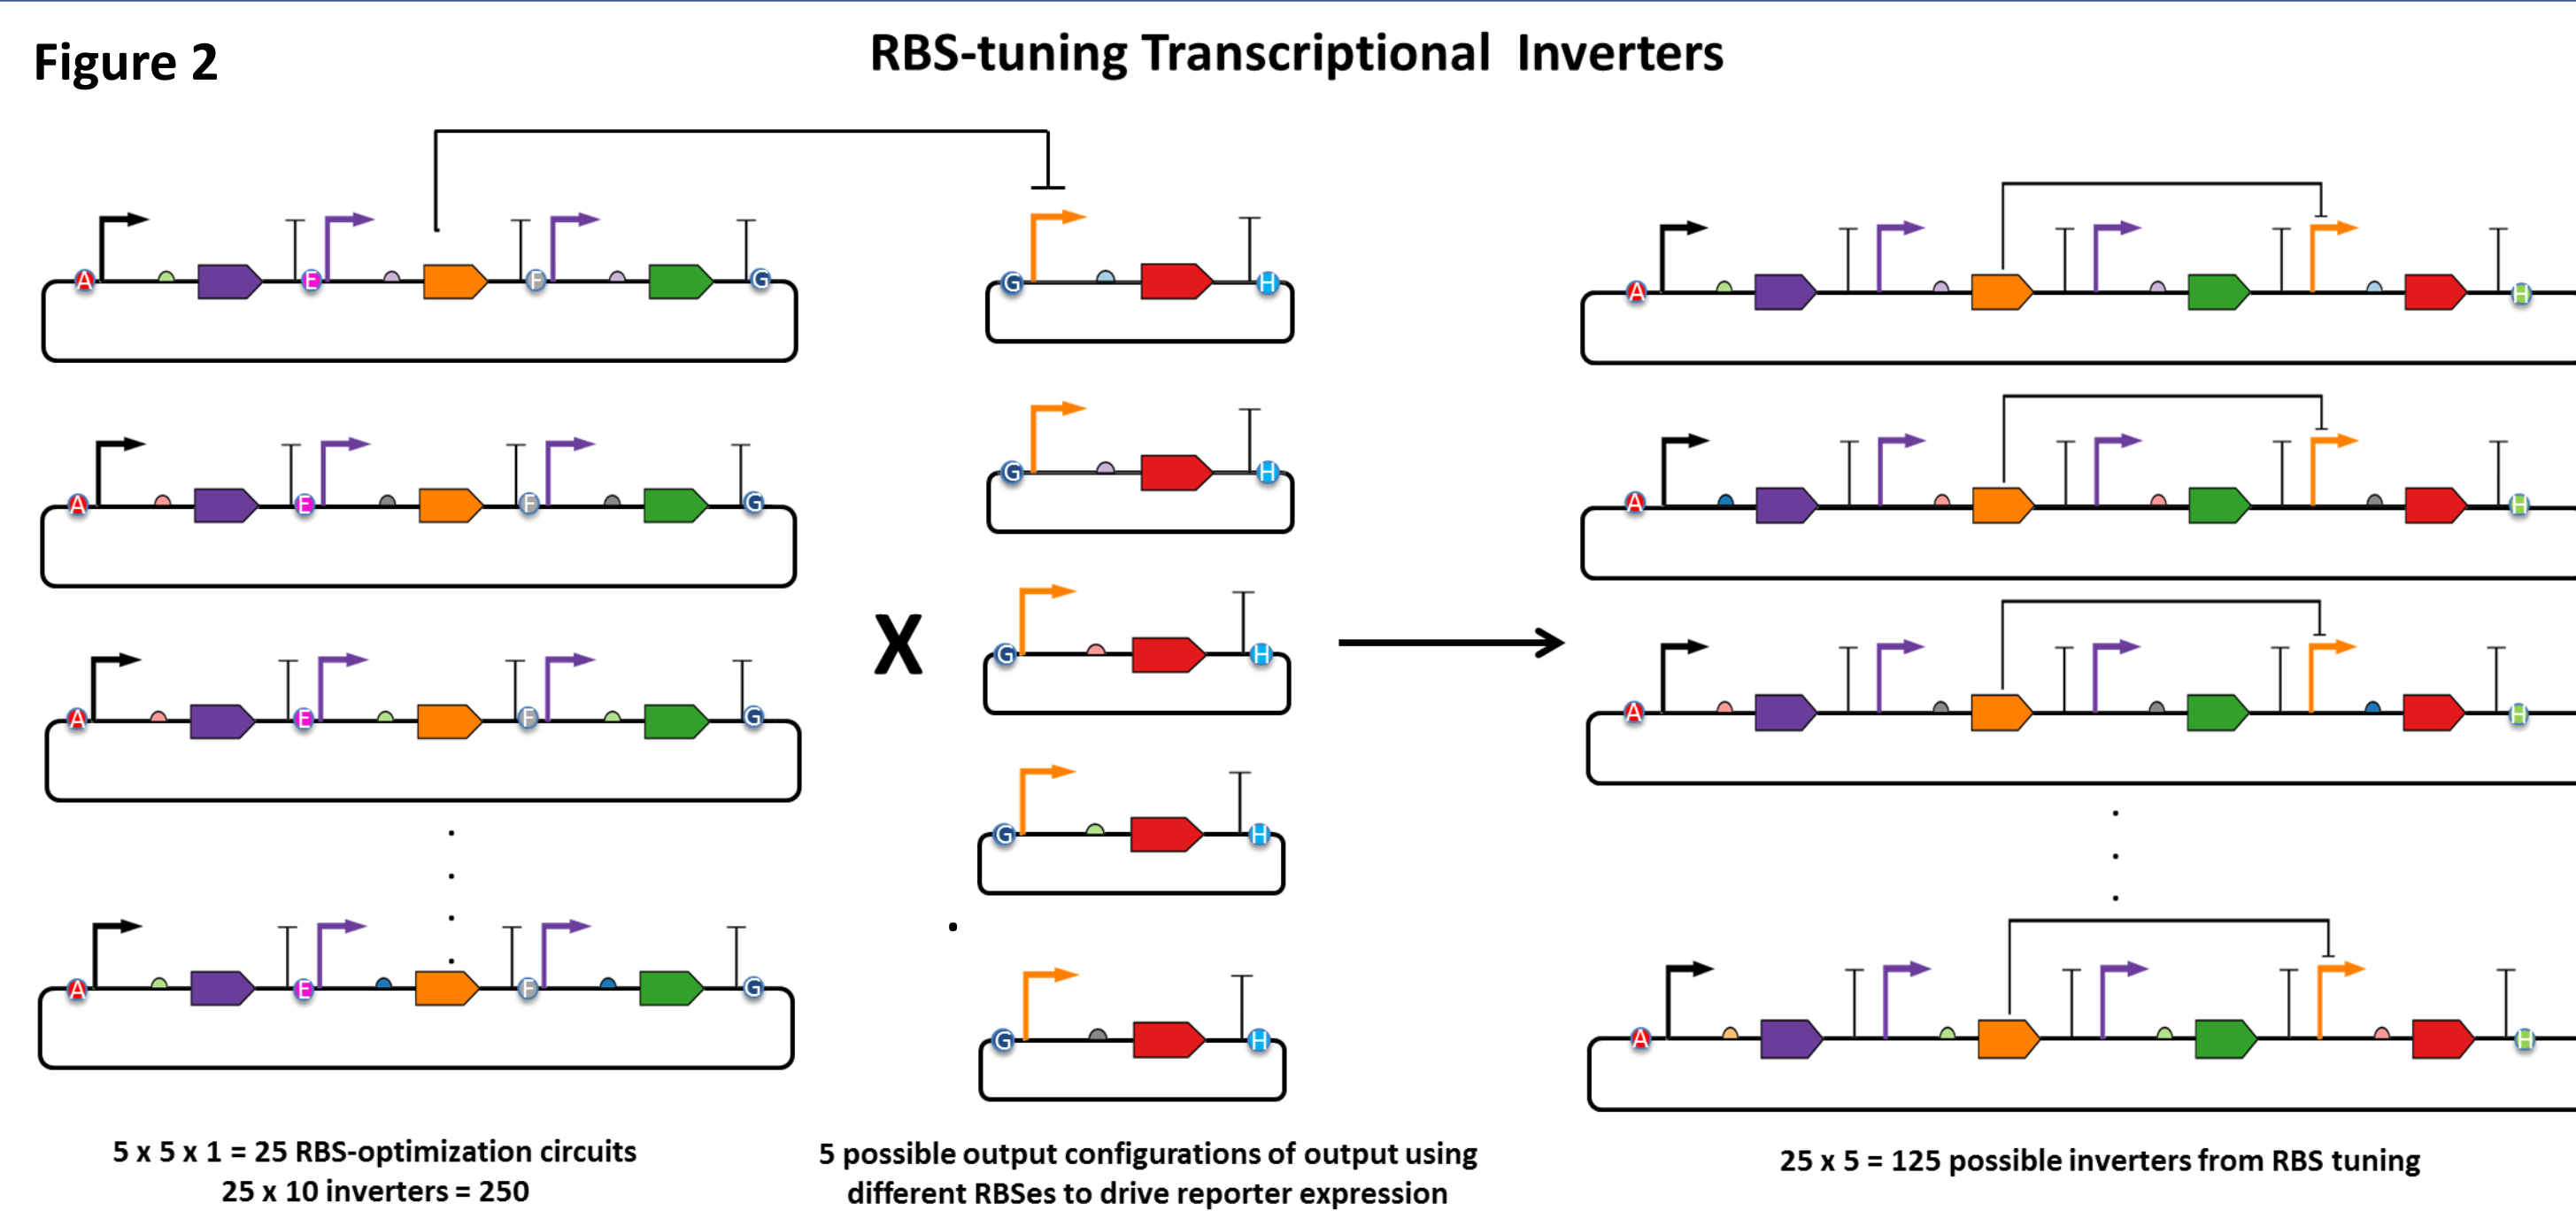 Figure 2
RBS-tuning Transcriptional Inverters
A E F G
G H
A H
A E F G
G H
A H
A E F G
X
G H
A H
G H
A E F G
G H
A H
5 x 5 x 1 = 25 RBS-optimization circuits
25 x 10 inverters = 250
5 possible output configurations of output using
different RBSes to drive reporter expression
25 x 5 = 125 possible inverters from RBS tuning